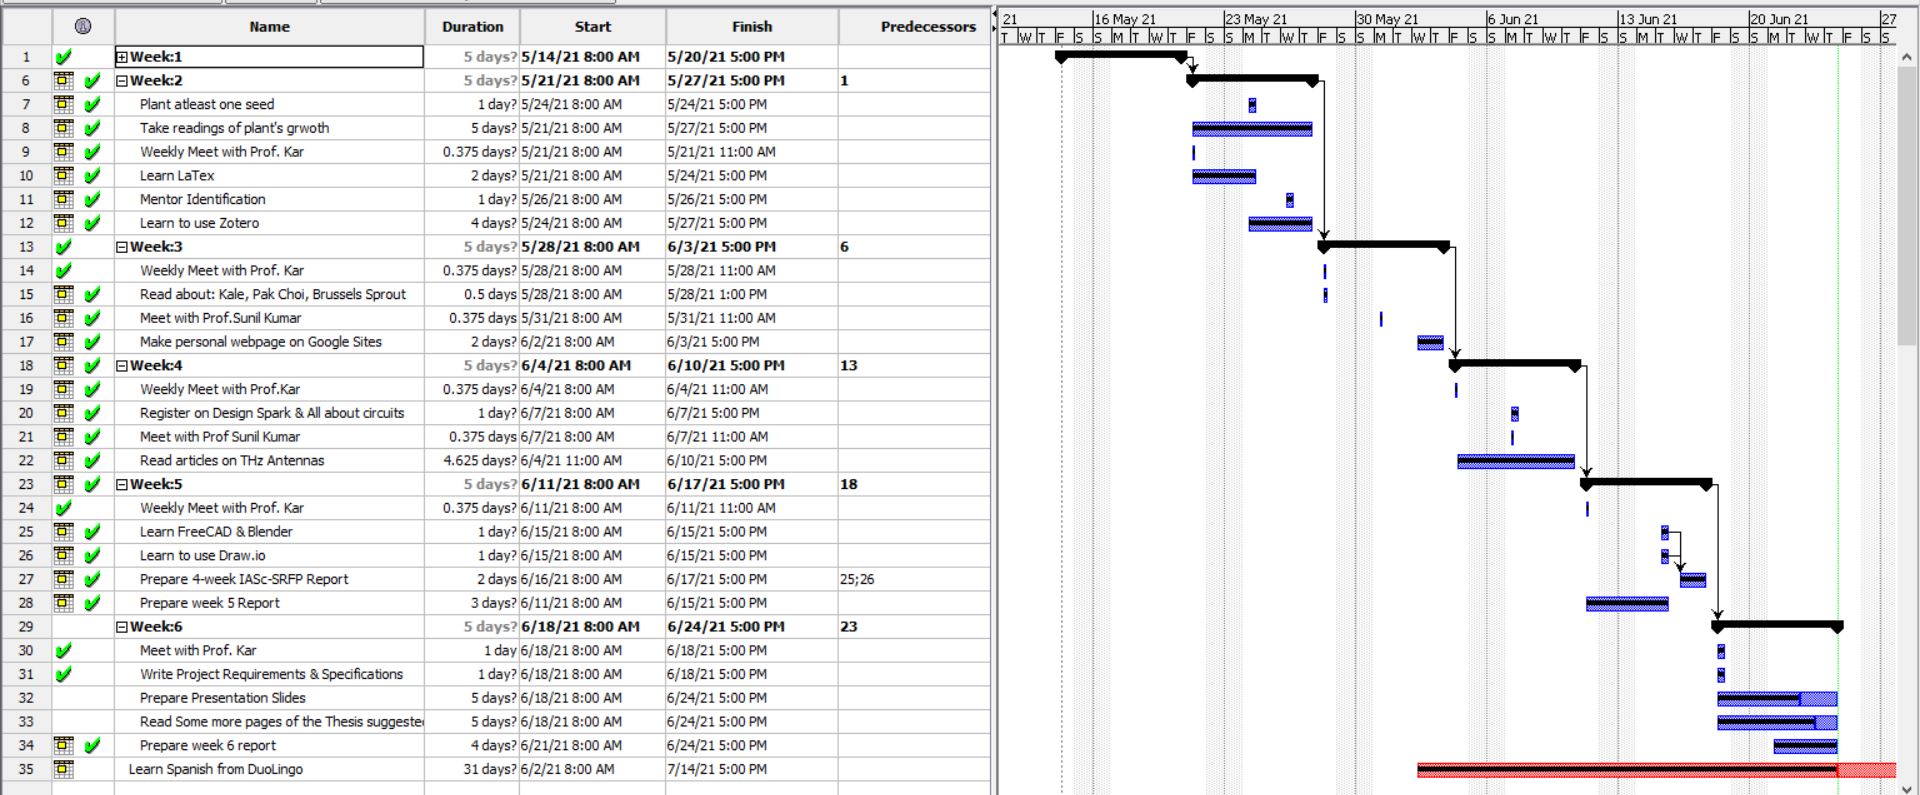 Name Duration Start Finish Predecessors
1 Week:1 5 days? 5/14/21 8:00 AM 5/20/21 5:00 PM
6 Week:2 5 days? 5/21/21 8:00 AM 5/27/21 5:00 PM 1
7 Plant atleast one seed 1 day? 5/24/21 8:00 AM 5/24/21 5:00 PM
8 Take readings of plant's grwoth 5 days? 5/21/21 8:00 AM 5/27/21 5:00 PM
9 Weekly Meet with Prof. Kar 0.375 days? 5/21/21 8:00 AM 5/21/21 11:00 AM
10 Learn LaTex 2 days? 5/21/21 8:00 AM 5/24/21 5:00 PM
11 Mentor Identification 1 day? 5/26/21 8:00 AM 5/26/21 5:00 PM
12 Learn to use Zotero 4 days? 5/24/21 8:00 AM 5/27/21 5:00 PM
13 Week:3 5 days? 5/28/21 8:00 AM 6/3/21 5:00 PM 6
14 Weekly Meet with Prof. Kar 0.375 days? 5/28/21 8:00 AM 5/28/21 11:00 AM
15 Read about: Kale, Pak Choi, Brussels Sprout 0.5 days 5/28/21 8:00 AM 5/28/21 1:00 PM
16 Meet with Prof.Sunil Kumar 0.375 days 5/31/21 8:00 AM 5/31/21 11:00 AM
17 Make personal webpage on Google Sites 2 days? 6/2/21 8:00 AM 6/3/21 5:00 PM
18 Week:4 5 days? 6/4/21 8:00 AM 6/10/21 5:00 PM 13
19 Weekly Meet with Prof.Kar 0.375 days? 6/4/21 8:00 AM 6/4/21 11:00 AM
20 Register on Design Spark & All about circuits 1 day? 6/7/21 8:00 AM 6/7/21 5:00 PM
21 Meet with Prof Sunil Kumar 0.375 days 6/7/21 8:00 AM 6/7/21 11:00 AM
22 Read articles on THz Antennas 4.625 days? 6/4/21 11:00 AM 6/10/21 5:00 PM
23 Week:5 5 days? 6/11/21 8:00 AM 6/17/21 5:00 PM 18
24 Weekly Meet with Prof. Kar 0.375 days? 6/11/21 8:00 AM 6/11/21 11:00 AM
25 Learn FreeCAD & Blender 1 day? 6/15/21 8:00 AM 6/15/21 5:00 PM
26 Learn to use Draw.io 1 day? 6/15/21 8:00 AM 6/15/21 5:00 PM
27 Prepare 4-week IASc-SRFP Report 2 days 6/16/21 8:00 AM 6/17/21 5:00 PM 25;26
28 Prepare week 5 Report 3 days? 6/11/21 8:00 AM 6/15/21 5:00 PM
29 Week:6 5 days? 6/18/21 8:00 AM 6/24/21 5:00 PM 23
30 Meet with Prof. Kar 1 day 6/18/21 8:00 AM 6/18/21 5:00 PM
31 Write Project Requirements & Specifications 1 day? 6/18/21 8:00 AM 6/18/21 5:00 PM
32 Prepare Presentation Slides 5 days? 6/18/21 8:00 AM 6/24/21 5:00 PM
33 Read Some more pages of the Thesis suggested 5 days? 6/18/21 8:00 AM 6/24/21 5:00 PM
34 Prepare week 6 report 4 days? 6/21/21 8:00 AM 6/24/21 5:00 PM
35 Learn Spanish from DuoLingo 31 days? 6/2/21 8:00 AM 7/14/21 5:00 PM
21 16 May 21 23 May 21 30 May 21 6 Jun 21 13 Jun 21 20 Jun 21 27
T W T F S S M T W T F S S M T W T F S S M T W T F S S M T W T F S S M T W T F S S M T W T F S S